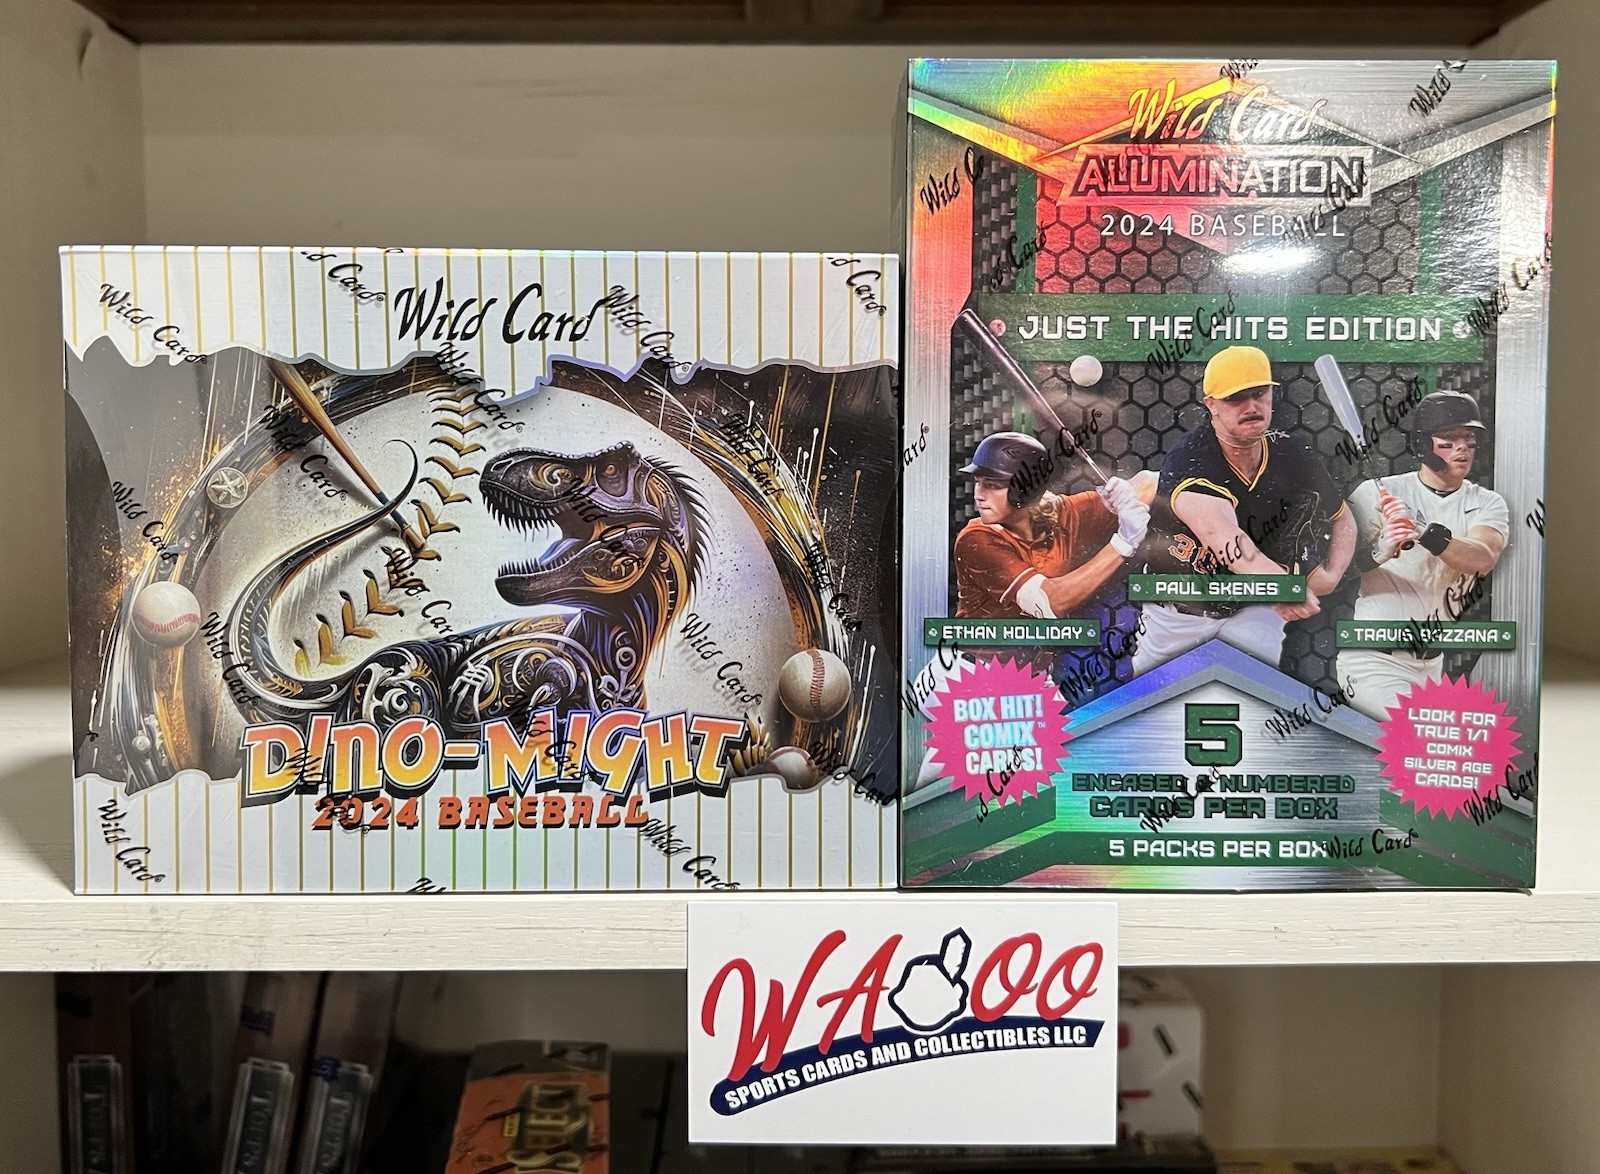 Wild Card
DINO-MIGHT
2024 BASEBALL
Wild Card
ALUMINATION
2024 BASEBALL
JUST THE HITS EDITION
ETHAN HOLLIDAY
PAUL SKENES
TRAVIS BAZZANA
BOX HIT!
COMIX™
CARDS!
5
ENCASED & NUMBERED
CARDS PER BOX
5 PACKS PER BOX
LOOK FOR
TRUE 1/1
COMIX
SILVER AGE
CARDS!
WAHOO
SPORTS CARDS AND COLLECTIBLES LLC
SELECT